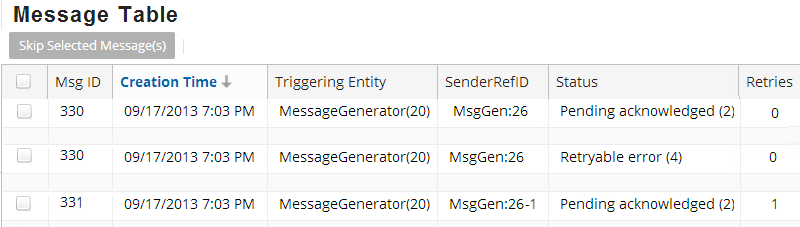 Message Table
Skip Selected Message(s)
Msg ID Creation Time Triggering Entity SenderRefID Status Retries
330 09/17/2013 7:03 PM MessageGenerator(20) MsgGen:26 Pending acknowledged (2) 0
330 09/17/2013 7:03 PM MessageGenerator(20) MsgGen:26 Retryable error (4) 0
331 09/17/2013 7:03 PM MessageGenerator(20) MsgGen:26-1 Pending acknowledged (2) 1